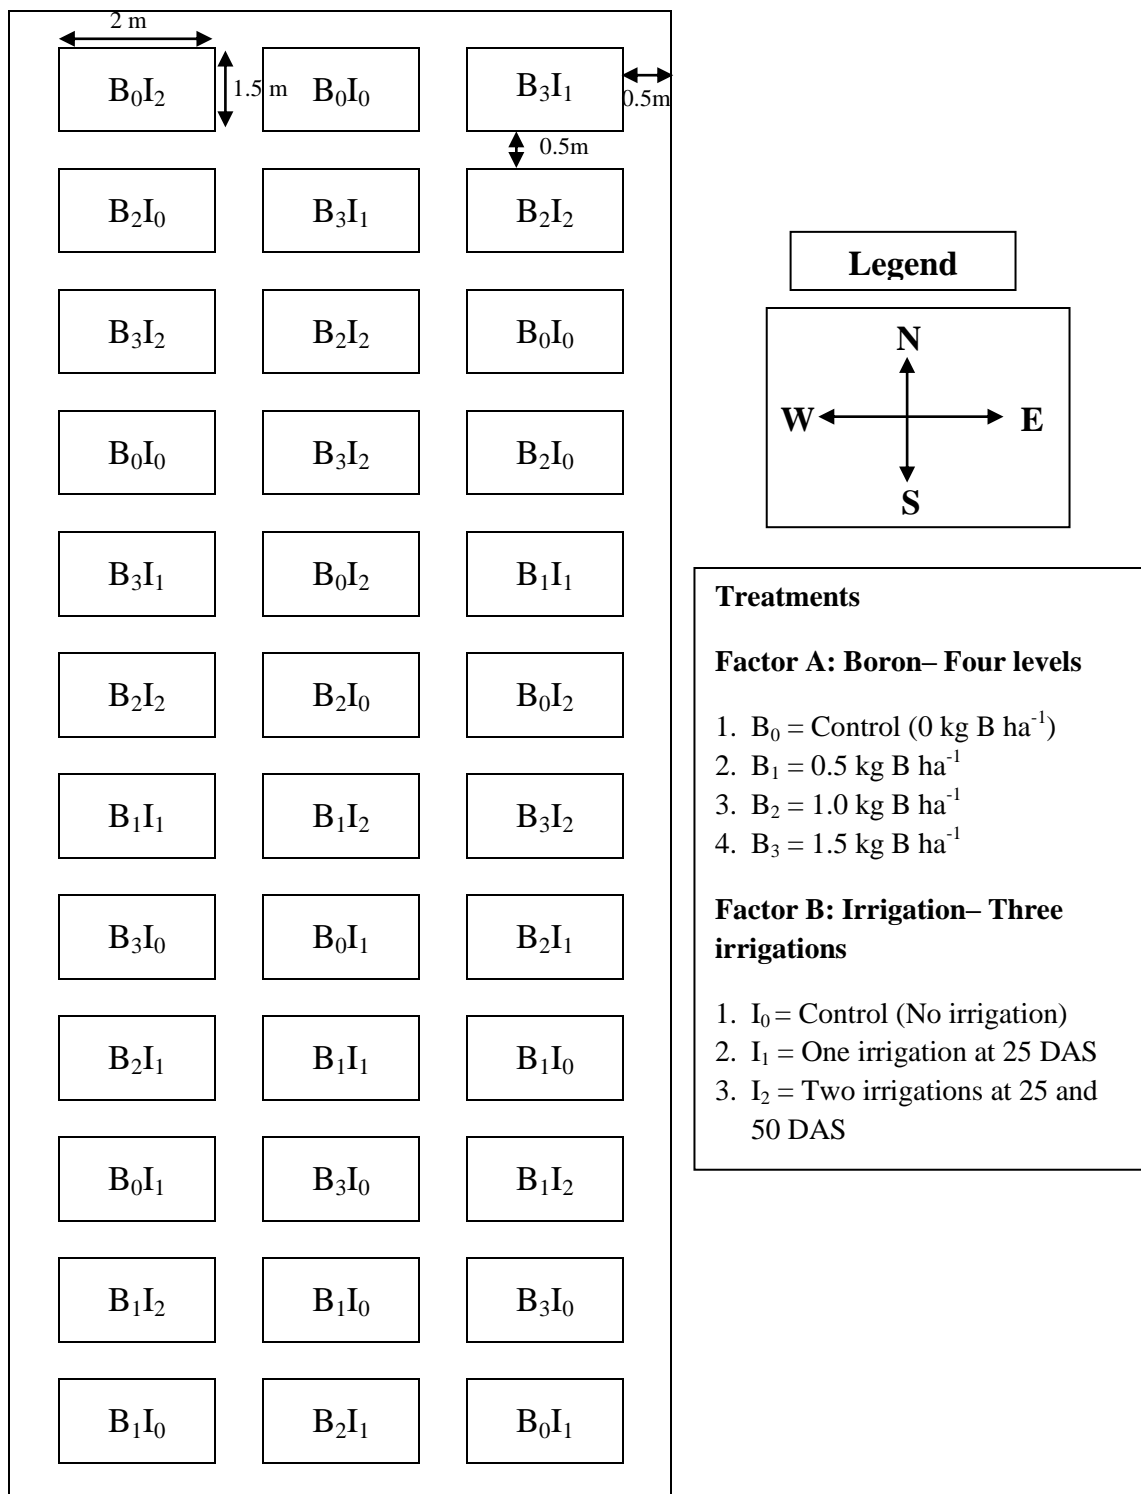 2 m
1.5 m
0.5m
0.5m
B₀I₂ B₀I₀ B₃I₁
B₂I₀ B₃I₁ B₂I₂
B₃I₂ B₂I₂ B₀I₀
B₀I₀ B₃I₂ B₂I₀
B₃I₁ B₀I₂ B₁I₁
B₂I₂ B₂I₀ B₀I₂
B₁I₁ B₁I₂ B₃I₂
B₃I₀ B₀I₁ B₂I₁
B₂I₁ B₁I₁ B₁I₀
B₀I₁ B₃I₀ B₁I₂
B₁I₂ B₁I₀ B₃I₀
B₁I₀ B₂I₁ B₀I₁
Legend
N
W E
S
Treatments
Factor A: Boron– Four levels
1. B₀ = Control (0 kg B ha⁻¹)
2. B₁ = 0.5 kg B ha⁻¹
3. B₂ = 1.0 kg B ha⁻¹
4. B₃ = 1.5 kg B ha⁻¹
Factor B: Irrigation– Three
irrigations
1. I₀ = Control (No irrigation)
2. I₁ = One irrigation at 25 DAS
3. I₂ = Two irrigations at 25 and
50 DAS